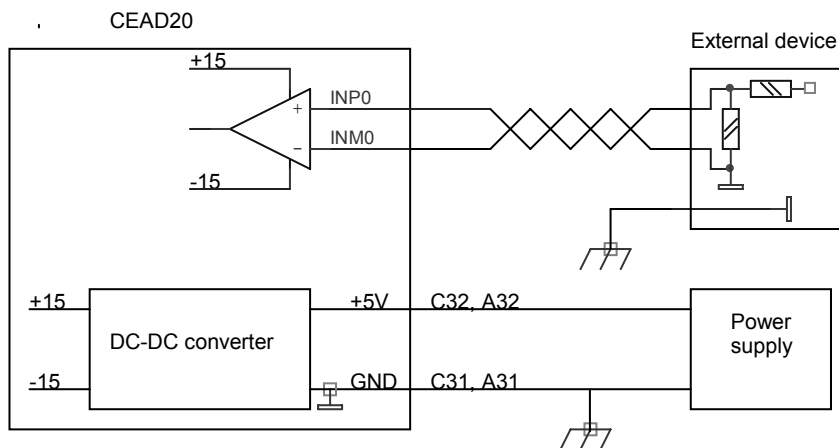 CEAD20
External device
+15
INP0
+
INM0
−
-15
+15
+5V
C32, A32
DC-DC converter
Power
supply
-15
GND
C31, A31